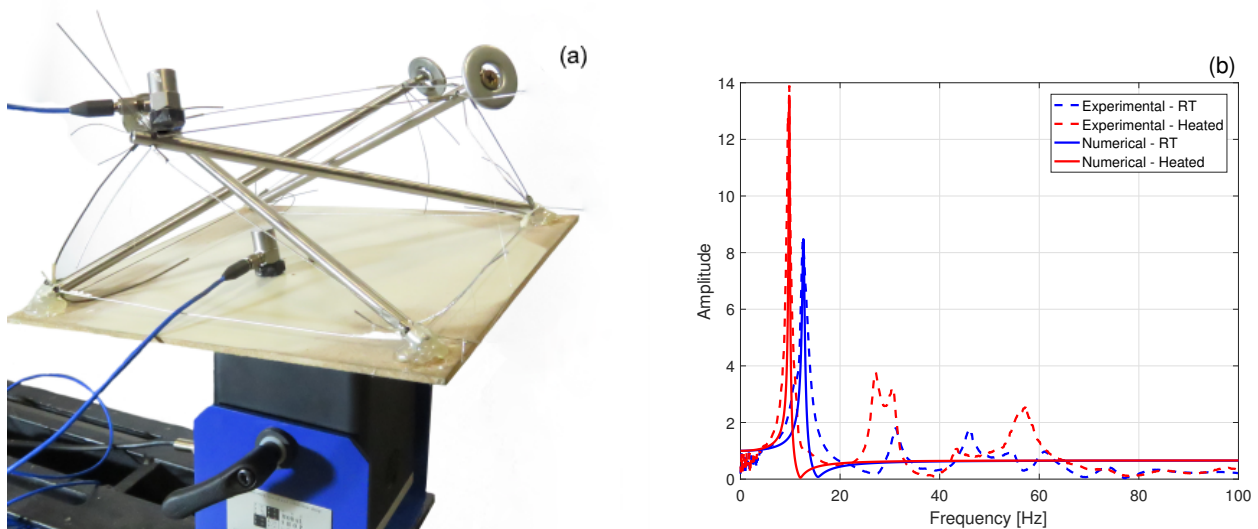 (a)
(b)
14
12
10
8
6
4
2
0
0 20 40 60 80 100
Amplitude
Frequency [Hz]
Experimental - RT
Experimental - Heated
Numerical - RT
Numerical - Heated